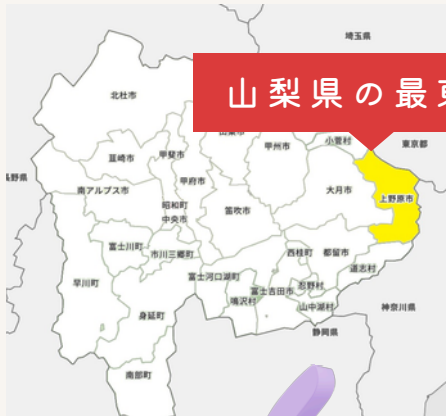 埼玉県
山梨県の最
北杜市
小菅村
東京都
甲州市
韮崎市
甲斐市
長野県
甲府市
大月市
南アルプス市
上野原市
昭和町
笛吹市
中央市
富士川町
市川三郷町
西桂町
都留市
道志村
富士河口湖町
早川町
富士吉田市
忍野村
鳴沢村
山中湖村
神奈川県
身延町
静岡県
南部町